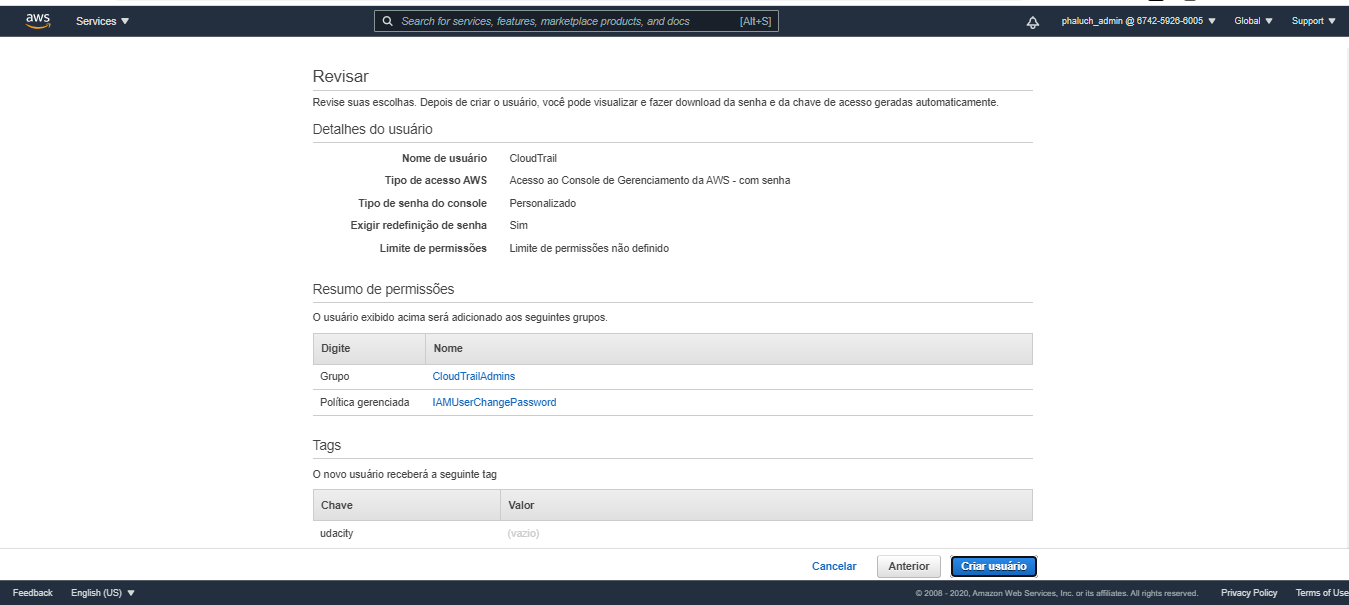 aws Services ▼ Search for services, features, marketplace products, and docs [Alt+S] phaluch_admin @ 6742-5926-6005 ▼ Global ▼ Support ▼
Revisar
Revise suas escolhas. Depois de criar o usuário, você pode visualizar e fazer download da senha e da chave de acesso geradas automaticamente.
Detalhes do usuário
Nome de usuário CloudTrail
Tipo de acesso AWS Acesso ao Console de Gerenciamento da AWS - com senha
Tipo de senha do console Personalizado
Exigir redefinição de senha Sim
Limite de permissões Limite de permissões não definido
Resumo de permissões
O usuário exibido acima será adicionado aos seguintes grupos.
Digite Nome
Grupo CloudTrailAdmins
Política gerenciada IAMUserChangePassword
Tags
O novo usuário receberá a seguinte tag
Chave Valor
udacity (vazio)
Cancelar Anterior Criar usuário
Feedback English (US) ▼ © 2008 - 2020, Amazon Web Services, Inc. or its affiliates. All rights reserved. Privacy Policy Terms of Use